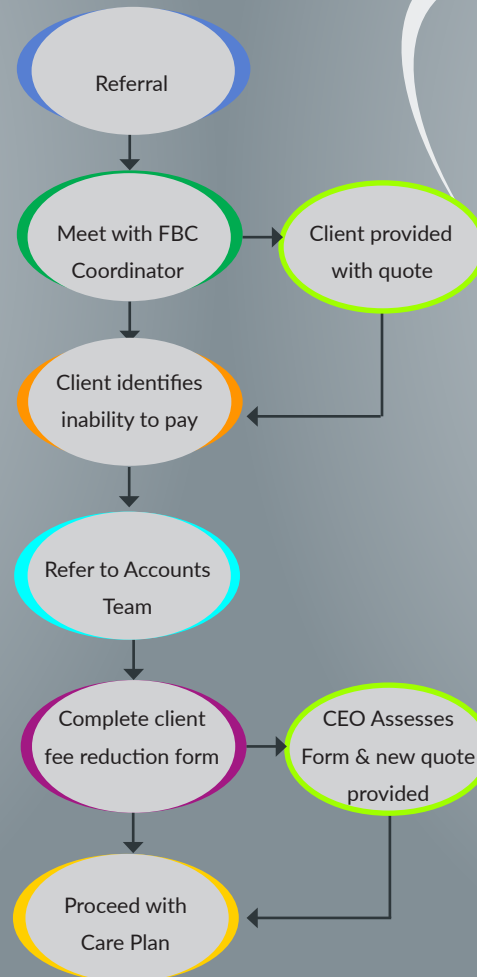 Referral
Meet with FBC
Coordinator
Client provided
with quote
Client identifies
inability to pay
Refer to Accounts
Team
Complete client
fee reduction form
CEO Assesses
Form & new quote
provided
Proceed with
Care Plan